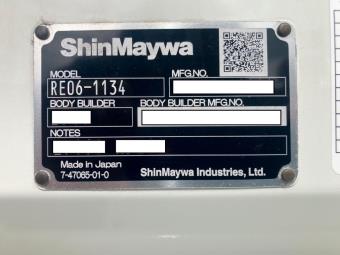 ShinMaywa
MODEL
MFG.NO.
RE06-1134
BODY BUILDER
BODY BUILDER MFG.NO.
NOTES
Made in Japan
7-47065-01-0
ShinMaywa Industries, Ltd.